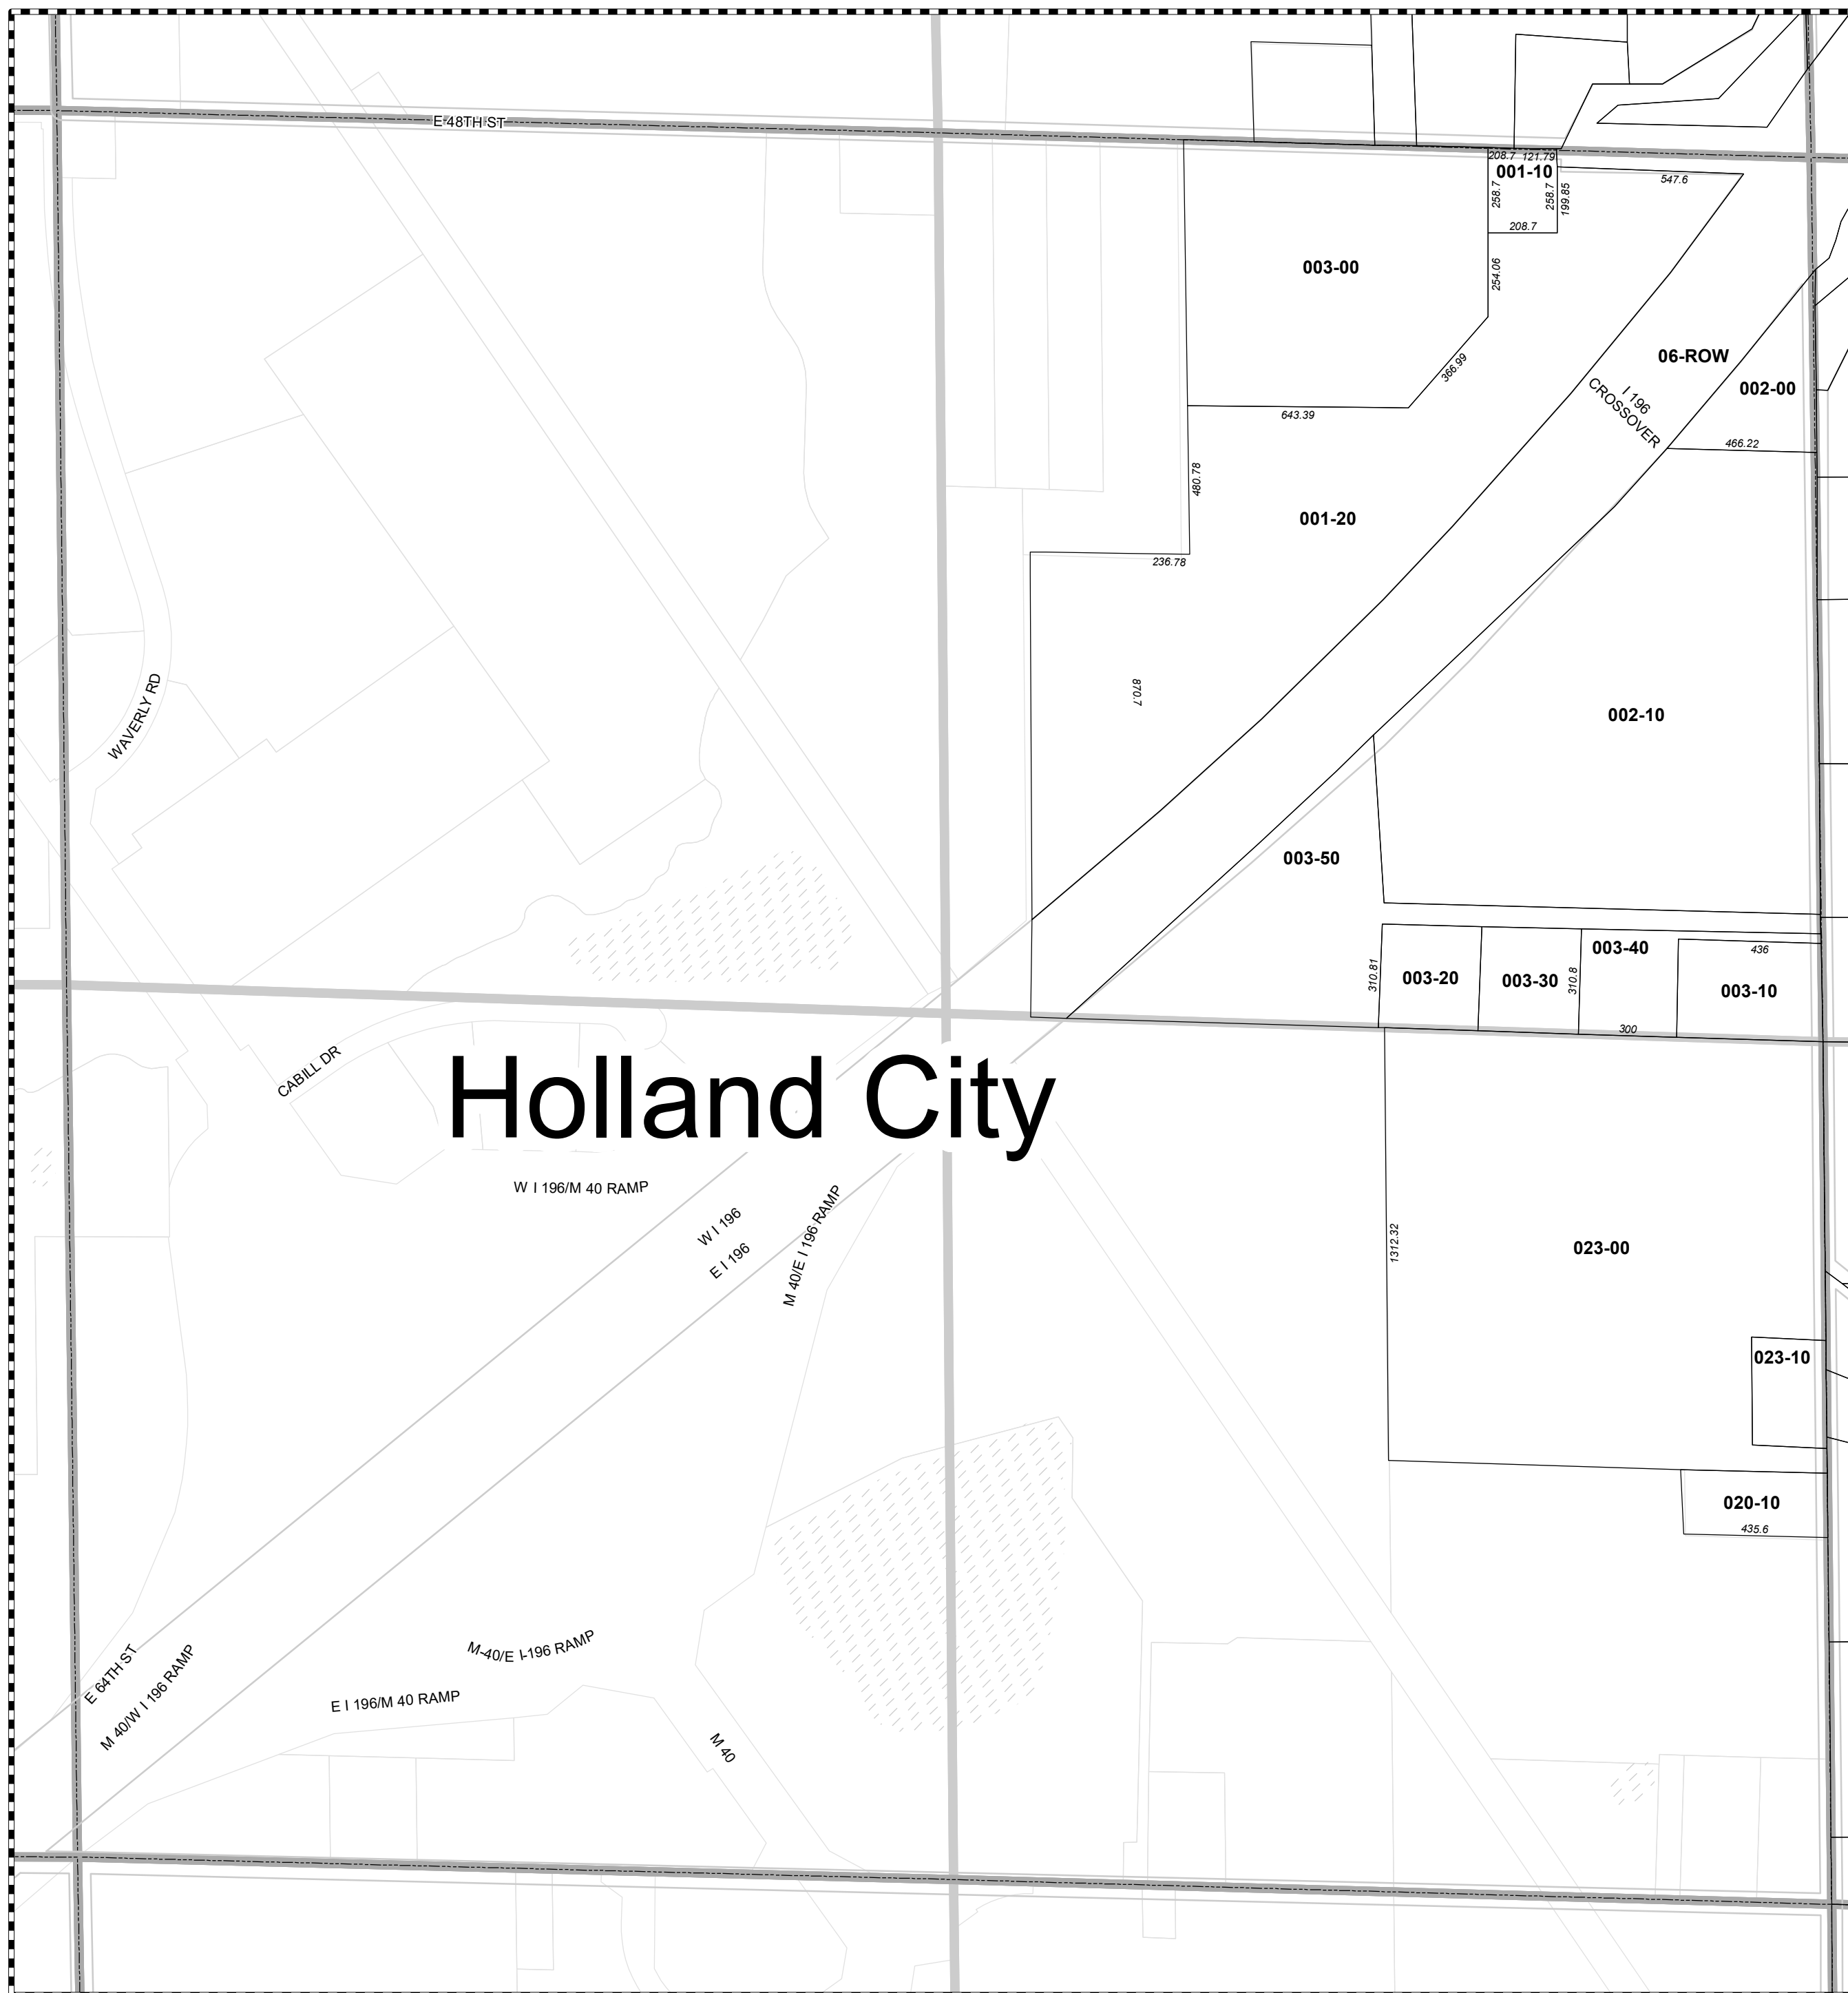 E 48TH ST
208.7
121.79
001-10
547.6
258.7
258.7
199.85
208.7
003-00
254.06
06-ROW
366.99
002-00
I 196
CROSSOVER
643.39
466.22
480.78
001-20
236.78
870.7
WAVERLY RD
002-10
003-50
003-40
436
310.81
003-20
003-30
310.8
003-10
300
CABILL DR
Holland City
W I 196/M 40 RAMP
W I 196
E I 196
M 40/E I 196 RAMP
1312.32
023-00
023-10
020-10
435.6
E 64TH ST
M 40/W I 196 RAMP
M-40/E I-196 RAMP
E I 196/M 40 RAMP
M 40